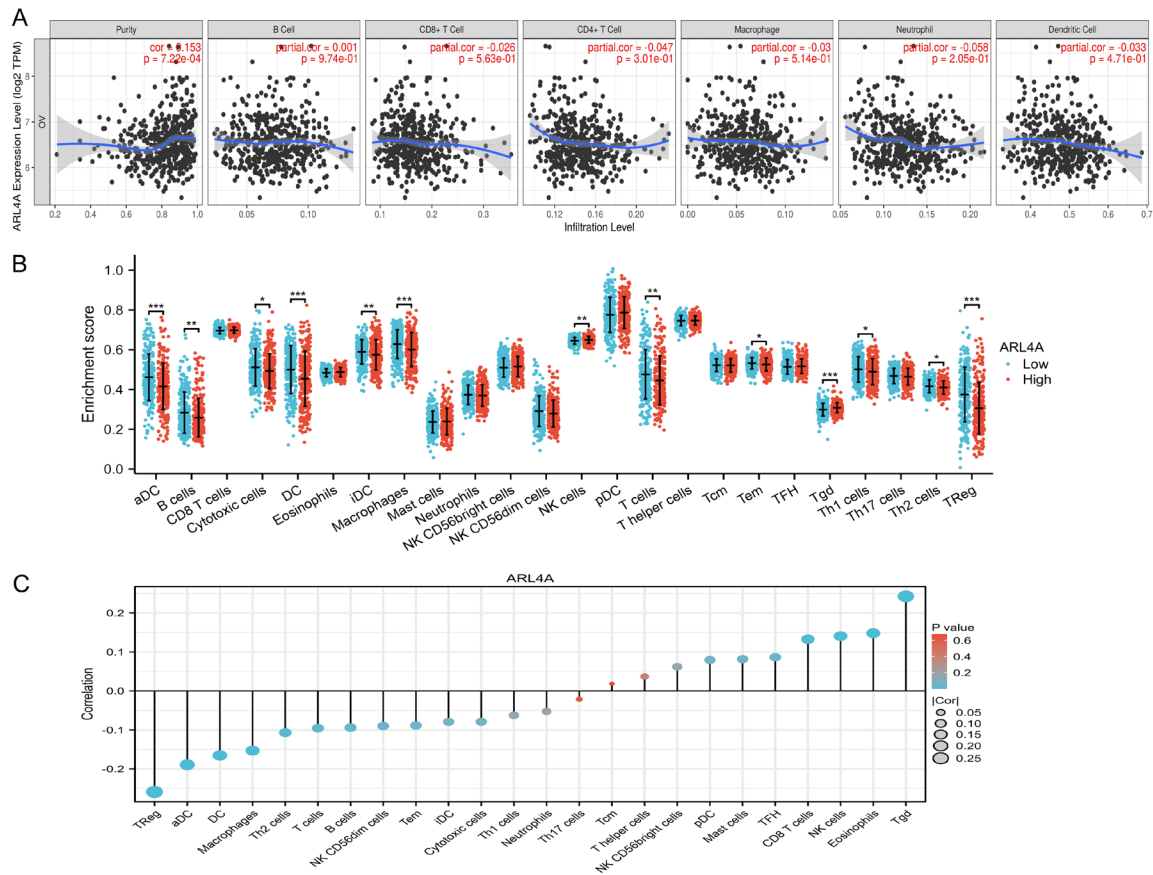 A
Purity
B Cell
CD8+ T Cell
CD4+ T Cell
Macrophage
Neutrophil
Dendritic Cell
cor = 0.153
p = 7.22e-04
partial.cor = 0.001
p = 9.74e-01
partial.cor = -0.026
p = 5.63e-01
partial.cor = -0.047
p = 3.01e-01
partial.cor = -0.03
p = 5.14e-01
partial.cor = -0.058
p = 2.05e-01
partial.cor = -0.033
p = 4.71e-01
ARL4A Expression Level (log2 TPM)
OV
8
7
6
0.2 0.4 0.6 0.8 1.0
0.05 0.10
0.1 0.2 0.3
0.12 0.16 0.20
0.00 0.05 0.10
0.05 0.10 0.15 0.20
0.4 0.5 0.6 0.7
Infiltration Level
B
Enrichment score
1.0
0.8
0.6
0.4
0.2
0.0
*** ** * *** ** *** ** ** * *** * * ***
ARL4A
Low
High
aDC
B cells
CD8 T cells
Cytotoxic cells
DC
Eosinophils
iDC
Macrophages
Mast cells
Neutrophils
NK CD56bright cells
NK CD56dim cells
NK cells
pDC
T cells
T helper cells
Tcm
Tem
TFH
Tgd
Th1 cells
Th17 cells
Th2 cells
TReg
C
ARL4A
Correlation
0.2
0.1
0.0
-0.1
-0.2
P value
0.6
0.4
0.2
|Cor|
0.05
0.10
0.15
0.20
0.25
TReg
aDC
DC
Macrophages
Th2 cells
T cells
B cells
NK CD56dim cells
Tem
iDC
Cytotoxic cells
Th1 cells
Neutrophils
Th17 cells
Tcm
T helper cells
NK CD56bright cells
pDC
Mast cells
TFH
CD8 T cells
NK cells
Eosinophils
Tgd